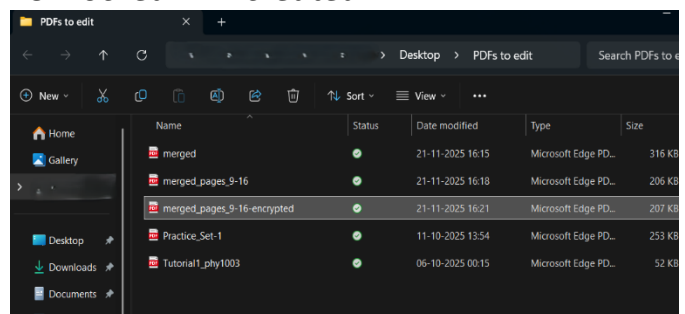 PDFs to edit
Desktop > PDFs to edit Search PDFs to e
New Sort View
Name Status Date modified Type Size
Home
Gallery
merged 21-11-2025 16:15 Microsoft Edge PD... 316 KB
merged_pages_9-16 21-11-2025 16:18 Microsoft Edge PD... 206 KB
merged_pages_9-16-encrypted 21-11-2025 16:21 Microsoft Edge PD... 207 KB
Desktop Practice_Set-1 11-10-2025 13:54 Microsoft Edge PD... 253 KB
Downloads Tutorial1_phy1003 06-10-2025 00:15 Microsoft Edge PD... 52 KB
Documents